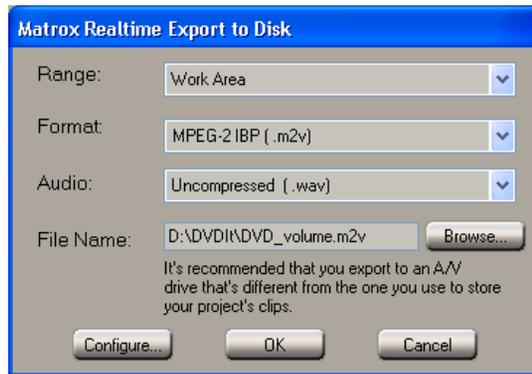 Matrox Realtime Export to Disk
Range: Work Area
Format: MPEG-2 IBP ( .m2v)
Audio: Uncompressed ( .wav)
File Name: D:\DVDIt\DVD_volume.m2v Browse...
It's recommended that you export to an A/V
drive that's different from the one you use to store
your project's clips.
Configure... OK Cancel